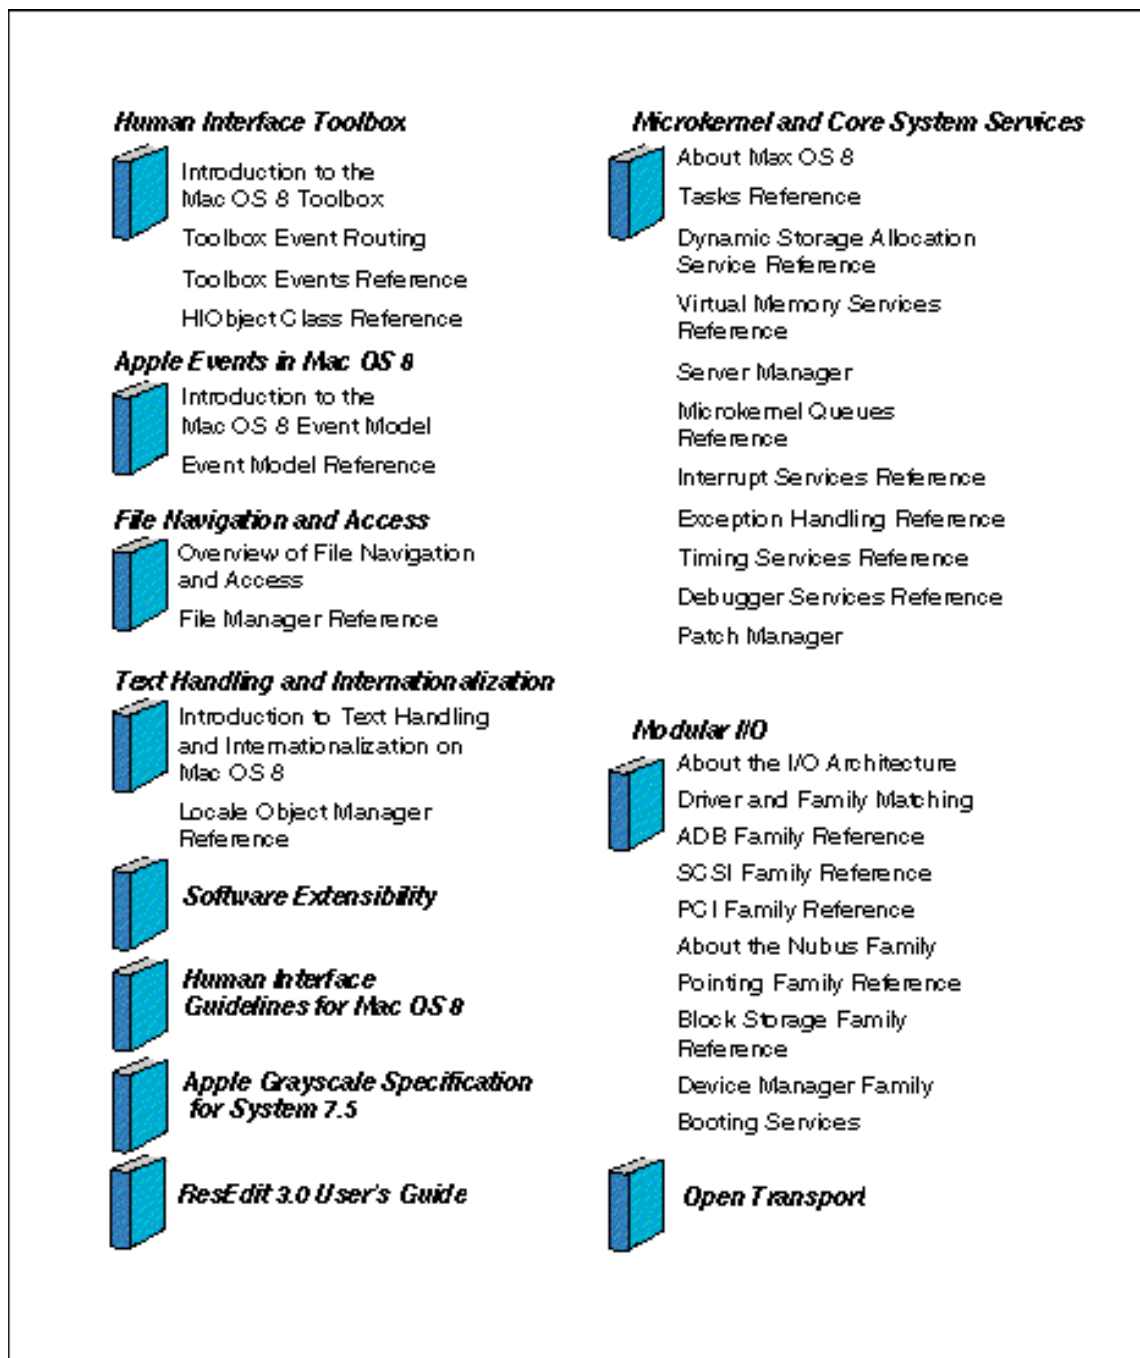 Human Interface Toolbox
Introduction to the
Mac OS 8 Toolbox
Toolbox Event Routing
Toolbox Events Reference
HIObject Class Reference
Apple Events in Mac OS 8
Introduction to the
Mac OS 8 Event Model
Event Model Reference
File Navigation and Access
Overview of File Navigation
and Access
File Manager Reference
Text Handling and Internationalization
Introduction to Text Handling
and Internationalization on
Mac OS 8
Locale Object Manager
Reference
Software Extensibility
Human Interface
Guidelines for Mac OS 8
Apple Grayscale Specification
for System 7.5
ResEdit 3.0 User's Guide
Microkernel and Core System Services
About Max OS 8
Tasks Reference
Dynamic Storage Allocation
Service Reference
Virtual Memory Services
Reference
Server Manager
Microkernel Queues
Reference
Interrupt Services Reference
Exception Handling Reference
Timing Services Reference
Debugger Services Reference
Patch Manager
Modular I/O
About the I/O Architecture
Driver and Family Matching
ADB Family Reference
SCSI Family Reference
PCI Family Reference
About the Nubus Family
Pointing Family Reference
Block Storage Family
Reference
Device Manager Family
Booting Services
Open Transport